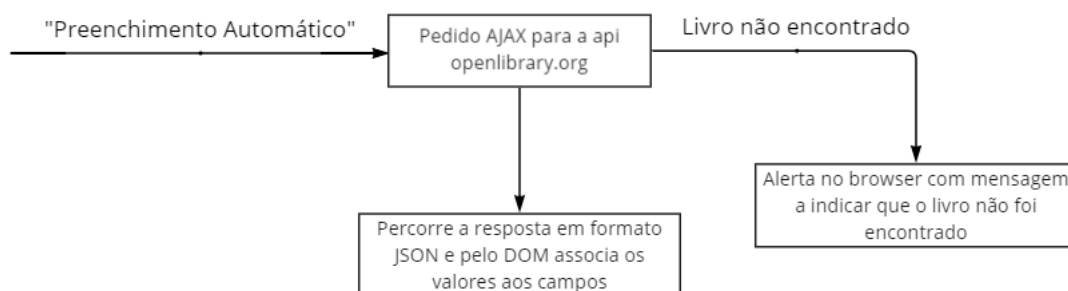 "Preenchimento Automático"
Pedido AJAX para a api
openlibrary.org
Livro não encontrado
Alerta no browser com mensagem
a indicar que o livro não foi
encontrado
Percorre a resposta em formato
JSON e pelo DOM associa os
valores aos campos